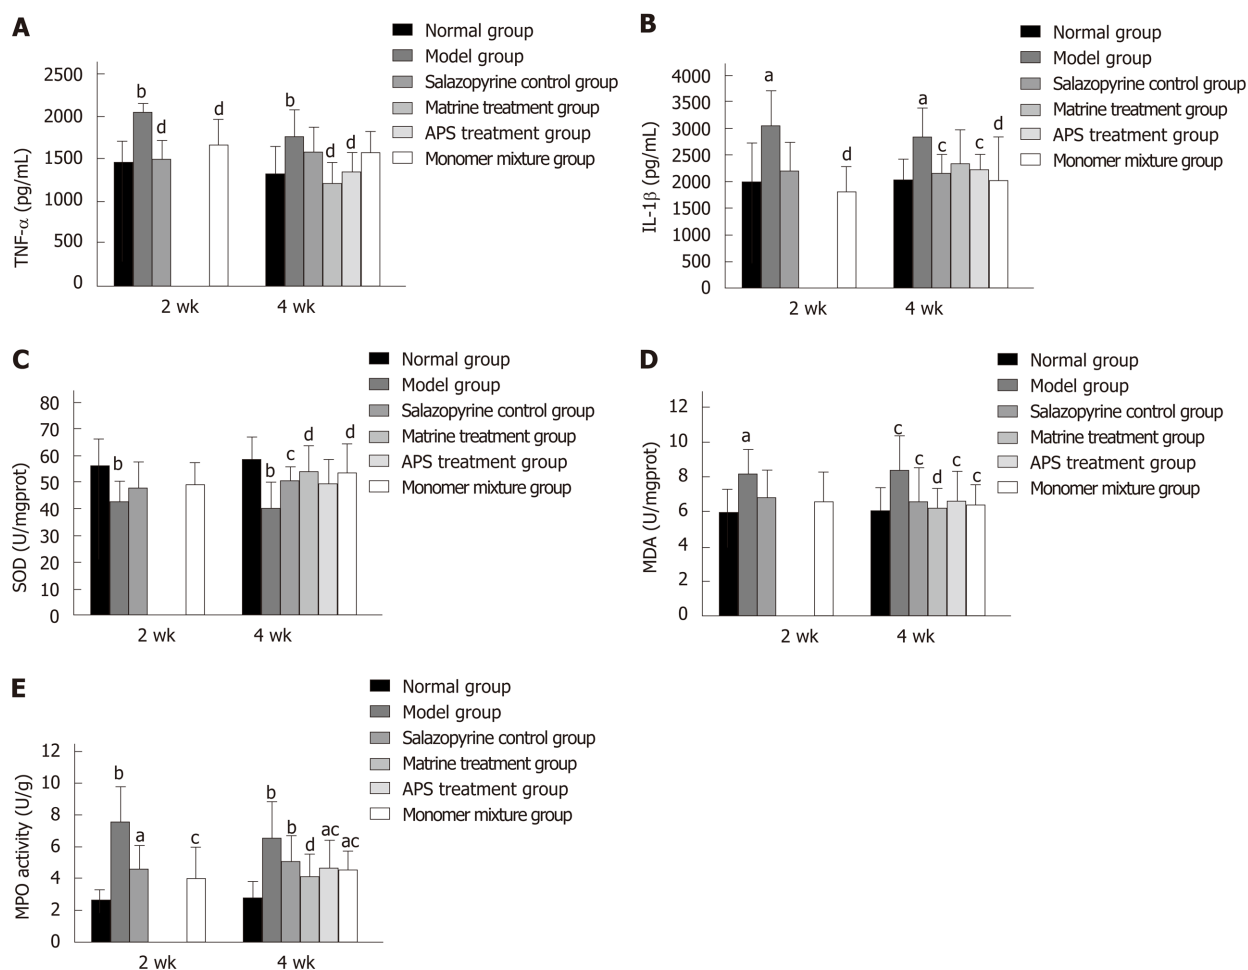 A
Normal group
Model group
Salazopyrine control group
Matrine treatment group
APS treatment group
Monomer mixture group
TNF-α (pg/mL)
2500
2000
1500
1000
500
0
b
d
d
b
d
d
2 wk
4 wk
B
Normal group
Model group
Salazopyrine control group
Matrine treatment group
APS treatment group
Monomer mixture group
IL-1β (pg/mL)
4000
3500
3000
2500
2000
1500
1000
500
0
a
d
a
c
c
d
2 wk
4 wk
C
Normal group
Model group
Salazopyrine control group
Matrine treatment group
APS treatment group
Monomer mixture group
SOD (U/mgprot)
80
70
60
50
40
30
20
10
0
b
b
c
d
d
2 wk
4 wk
D
Normal group
Model group
Salazopyrine control group
Matrine treatment group
APS treatment group
Monomer mixture group
MDA (U/mgprot)
12
10
8
6
4
2
0
a
c
c
d
c
c
2 wk
4 wk
E
Normal group
Model group
Salazopyrine control group
Matrine treatment group
APS treatment group
Monomer mixture group
MPO activity (U/g)
12
10
8
6
4
2
0
b
a
c
b
b
d
ac
ac
2 wk
4 wk